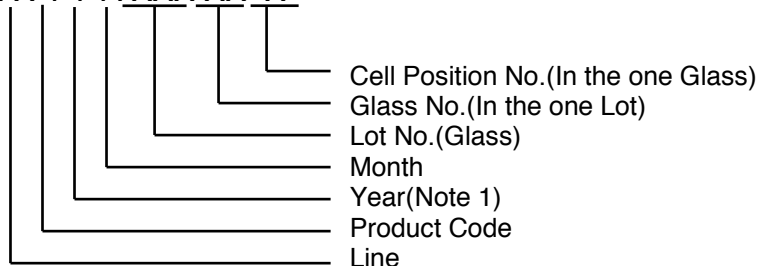 Cell Position No.(In the one Glass)
Glass No.(In the one Lot)
Lot No.(Glass)
Month
Year(Note 1)
Product Code
Line